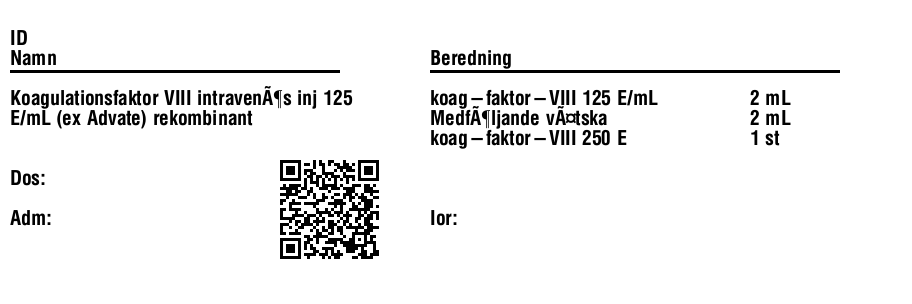 ID
Namn
Beredning
Koagulationsfaktor VIII intravenÃ¶s inj 125
E/mL (ex Advate) rekombinant
koag–faktor–VIII 125 E/mL 2 mL
MedfÃ¶ljande vÃ¤tska 2 mL
koag–faktor–VIII 250 E 1 st
Dos:
Adm:
Ior: